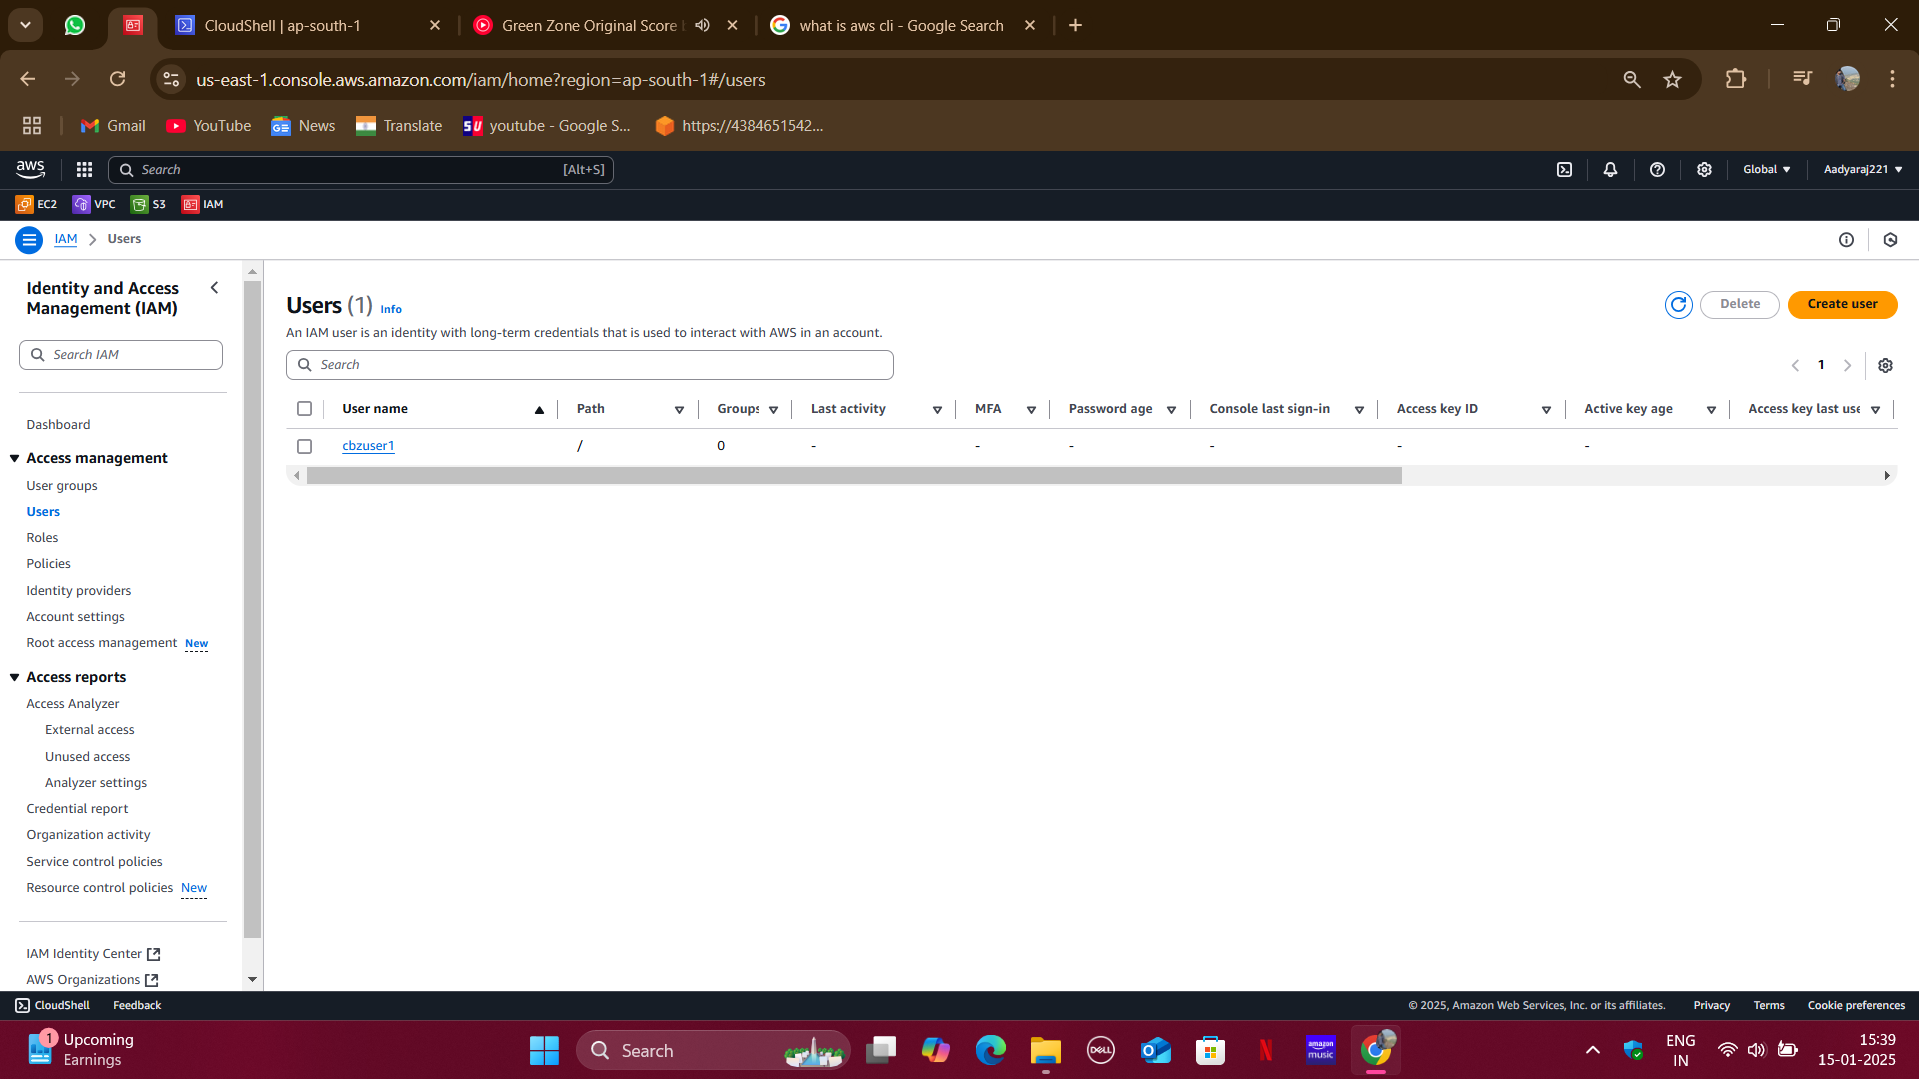 CloudShell | ap-south-1
Green Zone Original Score
what is aws cli - Google Search
us-east-1.console.aws.amazon.com/iam/home?region=ap-south-1#/users
Gmail
YouTube
News
Translate
SU
youtube - Google S...
https://4384651542...
aws
Search
[Alt+S]
Global
Aadyaraj221
EC2
VPC
S3
IAM
IAM > Users
Identity and Access
Management (IAM)
Search IAM
Dashboard
Access management
User groups
Users
Roles
Policies
Identity providers
Account settings
Root access management New
Access reports
Access Analyzer
External access
Unused access
Analyzer settings
Credential report
Organization activity
Service control policies
Resource control policies New
IAM Identity Center
AWS Organizations
Users (1) Info
An IAM user is an identity with long-term credentials that is used to interact with AWS in an account.
Delete
Create user
Search
1
User name Path Groups Last activity MFA Password age Console last sign-in Access key ID Active key age Access key last use
cbzuser1 / 0 - - - - - -
CloudShell Feedback
© 2025, Amazon Web Services, Inc. or its affiliates. Privacy Terms Cookie preferences
1
Upcoming
Earnings
Search
DELL
amazon
music
ENG
IN
15:39
15-01-2025